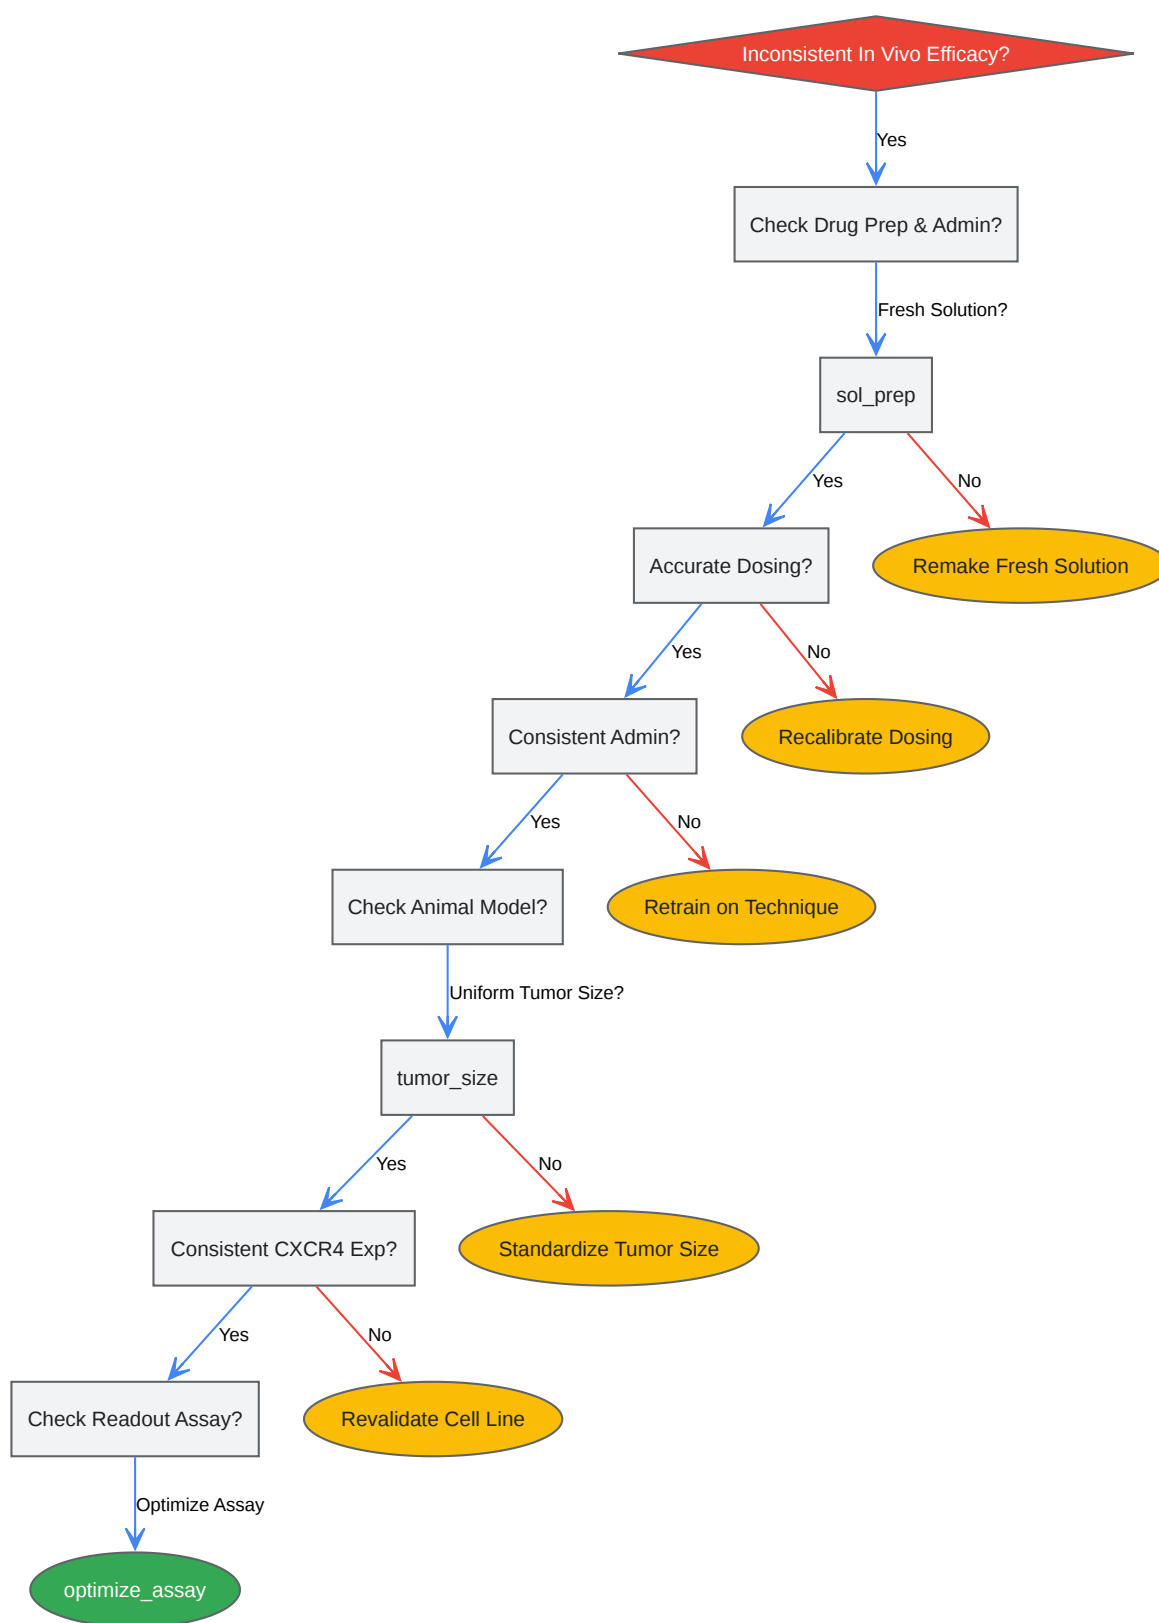 Inconsistent In Vivo Efficacy?
Yes
Check Drug Prep & Admin?
Fresh Solution?
sol_prep
Yes
No
Accurate Dosing?
Remake Fresh Solution
Yes
No
Consistent Admin?
Recalibrate Dosing
Yes
No
Check Animal Model?
Retrain on Technique
Uniform Tumor Size?
tumor_size
Yes
No
Consistent CXCR4 Exp?
Standardize Tumor Size
Yes
No
Check Readout Assay?
Revalidate Cell Line
Optimize Assay
optimize_assay